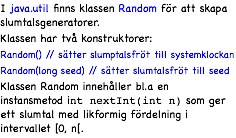 I java.util finns klassen Random för att skapa
slumtalsgeneratorer.
Klassen har två konstruktorer:
Random() // sätter slumptalsfröt till systemklockan
Random(long seed) // sätter slumtalsfröt till seed
Klassen Random innehåller bl.a en
instansmetod int nextInt(int n) som ger
ett slumtal med likformig fördelning i
intervallet [0, n[.